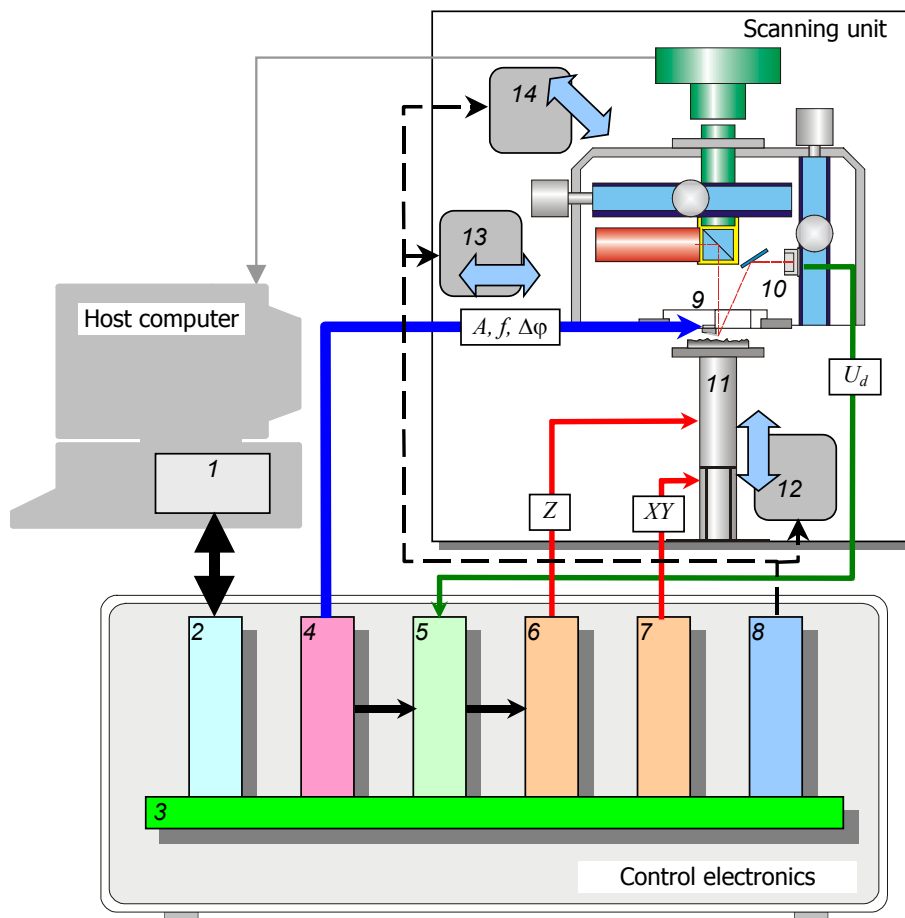 Scanning unit
14
13
10
9
Host computer
A, f, Δφ
U_d
11
1
12
Z
XY
2
4
5
6
7
8
3
Control electronics